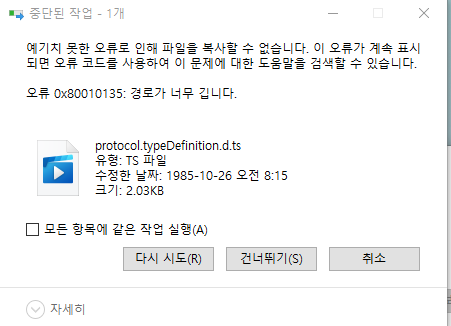 중단된 작업 - 1개
예기치 못한 오류로 인해 파일을 복사할 수 없습니다. 이 오류가 계속 표시
되면 오류 코드를 사용하여 이 문제에 대한 도움말을 검색할 수 있습니다.
오류 0x80010135: 경로가 너무 깁니다.
protocol.typeDefinition.d.ts
유형: TS 파일
수정한 날짜: 1985-10-26 오전 8:15
크기: 2.03KB
모든 항목에 같은 작업 실행(A)
다시 시도(R)
건너뛰기(S)
취소
자세히